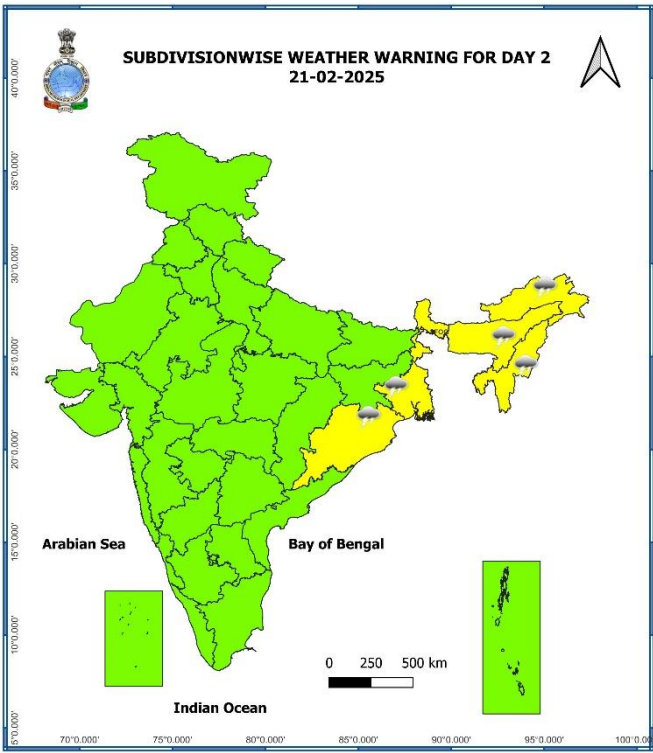 SUBDIVISIONWISE WEATHER WARNING FOR DAY 2
21-02-2025
40°0.000'
35°0.000'
30°0.000'
25°0.000'
20°0.000'
15°0.000'
10°0.000'
5°0.000'
Arabian Sea
Bay of Bengal
0 250 500 km
Indian Ocean
70°0.000' 75°0.000' 80°0.000' 85°0.000' 90°0.000' 95°0.000' 100°0.00